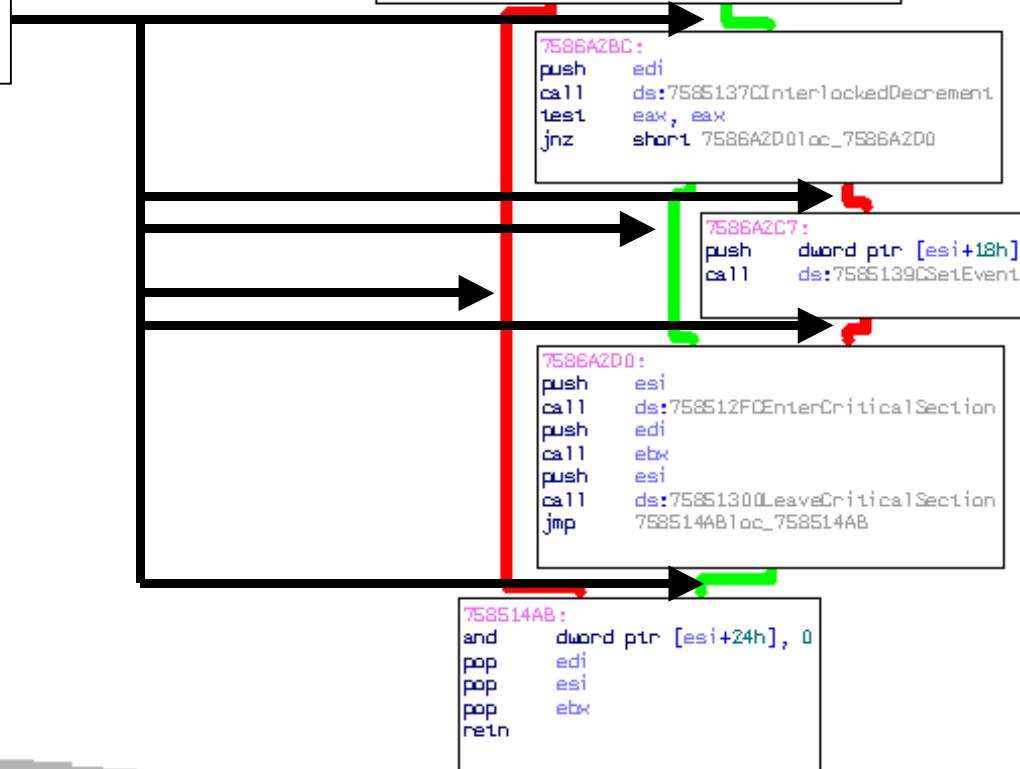 7586A2BC:
push edi
call ds:7585137CInterlockedDecrement
test eax, eax
jnz short 7586A2D0loc_7586A2D0
7586A2C7:
push dword ptr [esi+18h]
call ds:7585139CSetEvent
7586A2D0:
push esi
call ds:758512FCEnterCriticalSection
push edi
call ebx
push esi
call ds:75851300LeaveCriticalSection
jmp 758514ABloc_758514AB
758514AB:
and dword ptr [esi+24h], 0
pop edi
pop esi
pop ebx
retn